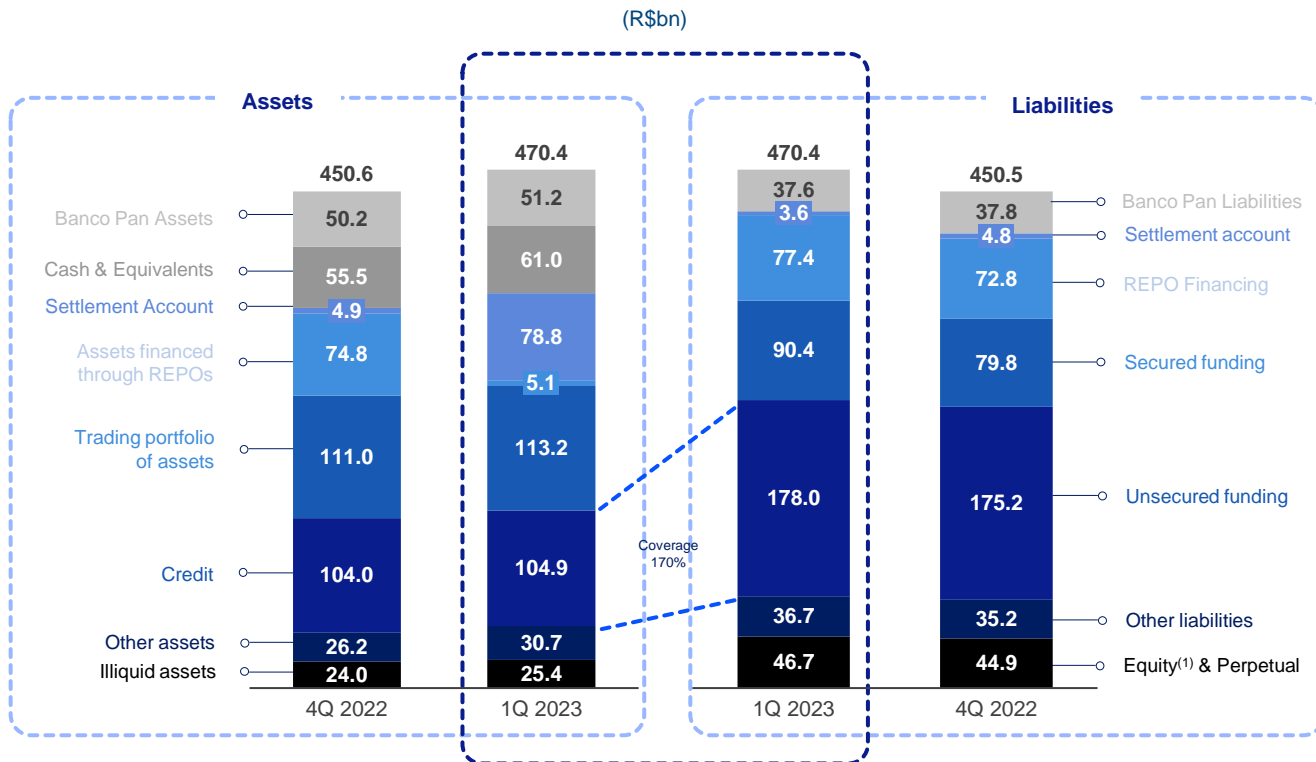 (R$bn)
Assets
Liabilities
450.6
470.4
470.4
450.5
Banco Pan Assets
50.2
51.2
37.6
37.8
Banco Pan Liabilities
Cash & Equivalents
55.5
61.0
3.6
4.8
Settlement account
Settlement Account
4.9
78.8
77.4
72.8
REPO Financing
Assets financed
through REPOs
74.8
5.1
90.4
79.8
Secured funding
Trading portfolio
of assets
111.0
113.2
178.0
175.2
Unsecured funding
Coverage
170%
Credit
104.0
104.9
36.7
35.2
Other liabilities
Other assets
26.2
30.7
46.7
44.9
Equity(1) & Perpetual
Illiquid assets
24.0
25.4
4Q 2022
1Q 2023
1Q 2023
4Q 2022